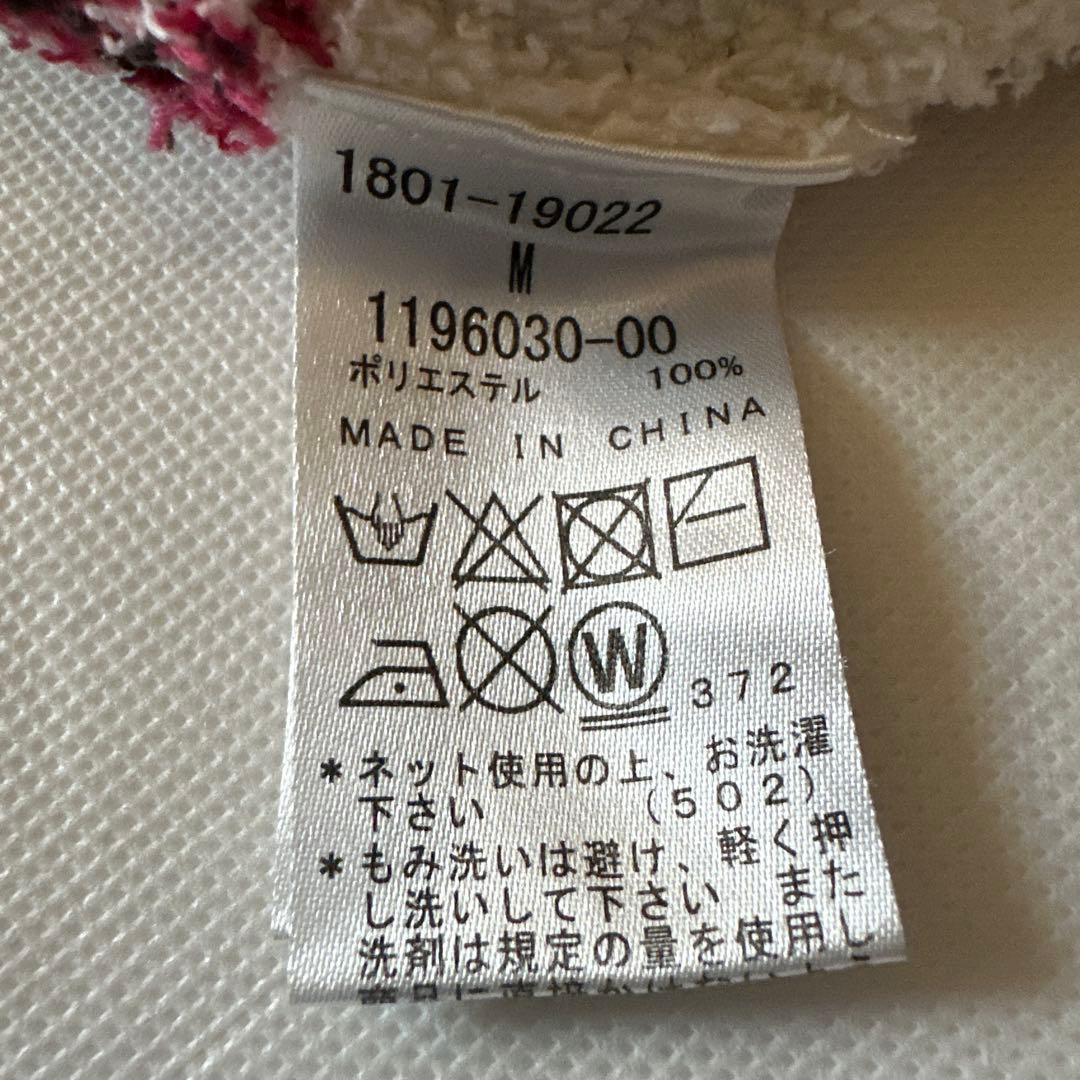 1801-19022
M
1196030-00
ポリエステル 100%
MADE IN CHINA
W 372
*ネット使用の上、お洗濯
下さい (502)
*もみ洗いは避け、軽く押
し洗いして下さい また
洗剤は規定の量を使用し